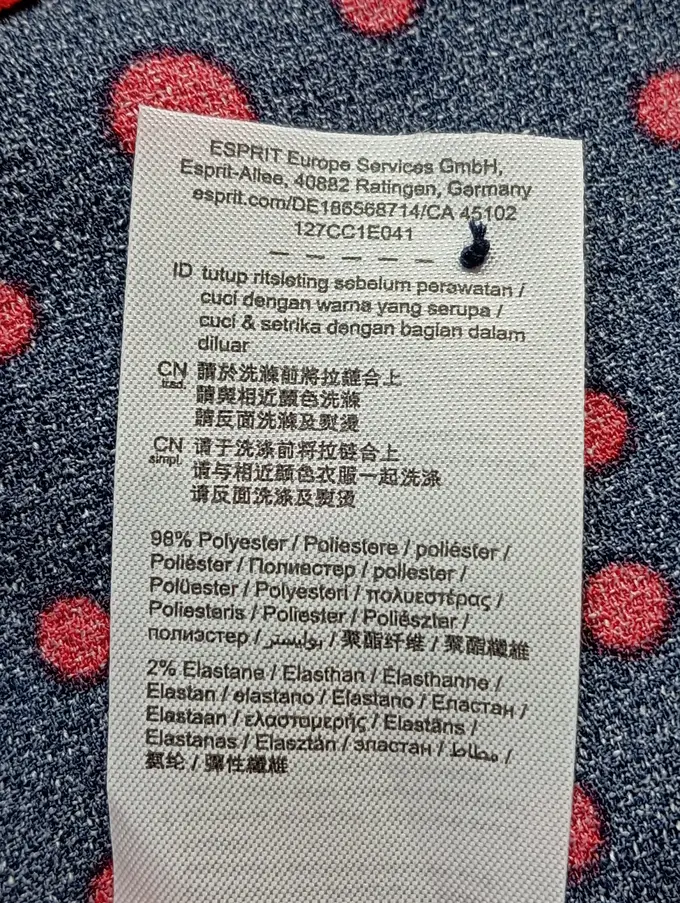 ESPRIT Europe Services GmbH,
Esprit-Allee, 40882 Ratingen, Germany
esprit.com/DE186568714/CA 45102
127CC1E041
ID tutup ritsleting sebelum perawatan /
cuci dengan warna yang serupa /
cuci & setrika dengan bagian dalam
diluar
CN trad. 請於洗滌前將拉鏈合上
請與相近顏色洗滌
請反面洗滌及熨燙
CN simpl. 请于洗涤前将拉链合上
请与相近颜色衣服一起洗涤
请反面洗涤及熨烫
98% Polyester / Poliestere / poliéster /
Poliéster / Полиестер / poliester /
Polüester / Polyesteri / πολυεστέρας /
Poliesteris / Poliester / Poliészter /
полиэстер / بوليستر / 聚酯纤维 / 聚酯纖維
2% Elastane / Elasthan / Élasthanne /
Elastan / elastano / Elastano / Еластан /
Elastaan / ελαστομερής / Elastāns /
Elastanas / Elasztán / эластан / مطاط /
氨纶 / 彈性纖維